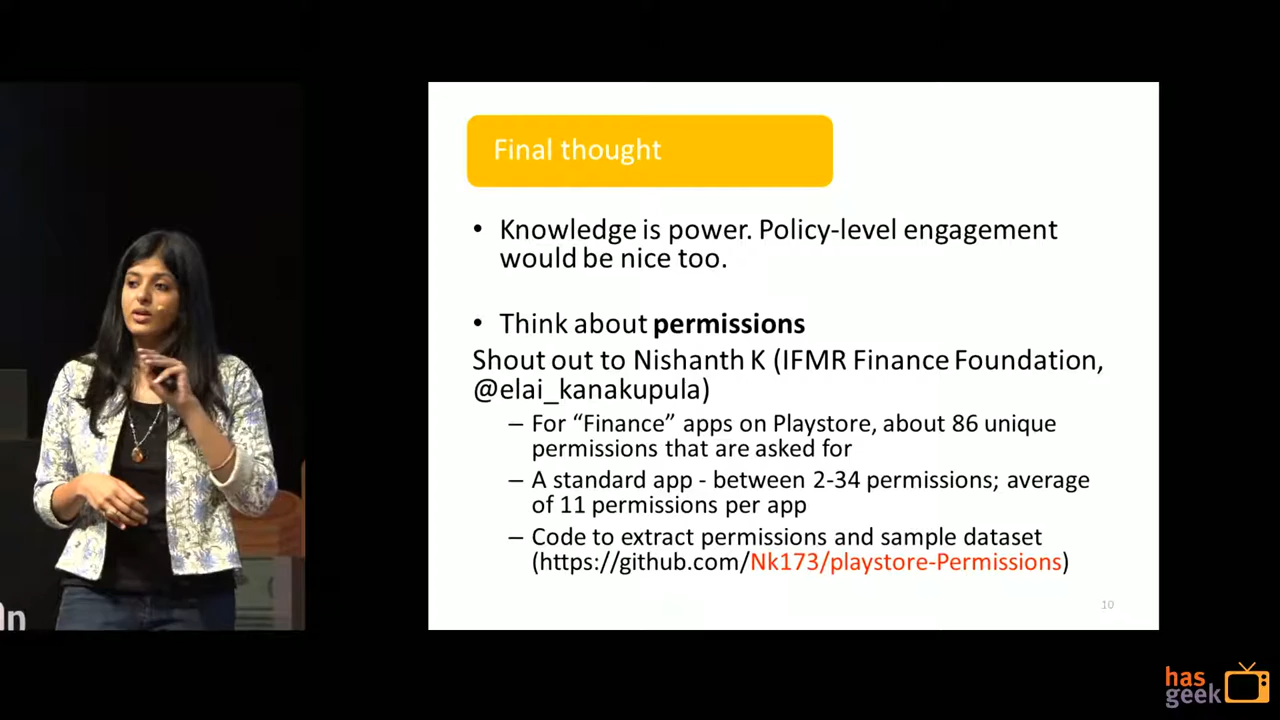 Final thought
• Knowledge is power. Policy-level engagement
would be nice too.
• Think about permissions
Shout out to Nishanth K (IFMR Finance Foundation,
@elai_kanakupula)
– For “Finance” apps on Playstore, about 86 unique
permissions that are asked for
– A standard app - between 2-34 permissions; average
of 11 permissions per app
– Code to extract permissions and sample dataset
(https://github.com/Nk173/playstore-Permissions)
10
has
geek